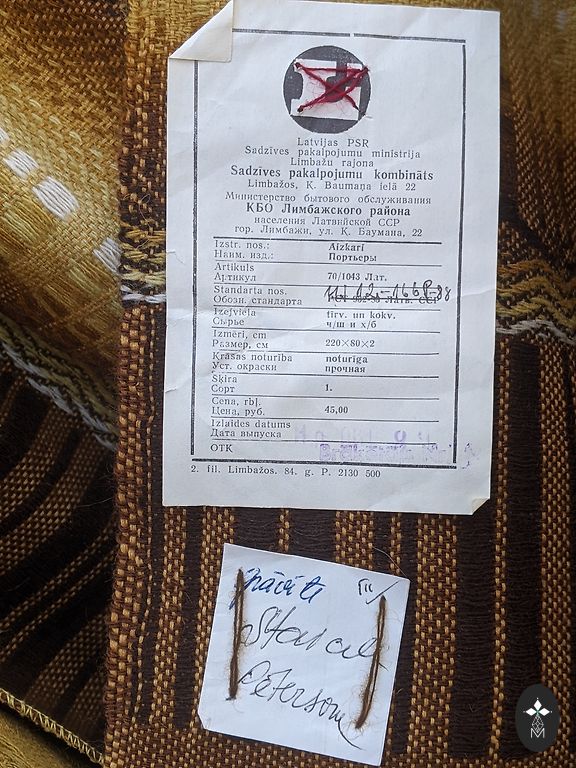 Latvijas PSR
Sadzīves pakalpojumu ministrija
Limbažu rajona
Sadzīves pakalpojumu kombināts
Limbažos, K. Baumaņa ielā 22
Министерство бытового обслуживания
КБО Лимбажского района
населения Латвийской ССР
гор. Лимбажи, ул. К. Баумана, 22
Izstr. nos.: Aizkari
Наим. изд.: Портьеры
Artikuls
Артикул 70/1043 Л.лт.
Standarta nos.
Обозн. стандарта
Izejviela tīrv. un kokv.
Сырье ч/ш и х/б
Izmēri, cm
Размер, см 220×80×2
Krāsas noturība noturīga
Уст. окраски прочная
Šķira
Сорт 1.
Cena, rbļ.
Цена, руб. 45,00
Izlaides datums
Дата выпуска
ОТК
2. fil. Limbažos. 84. g. P. 2130 500
M